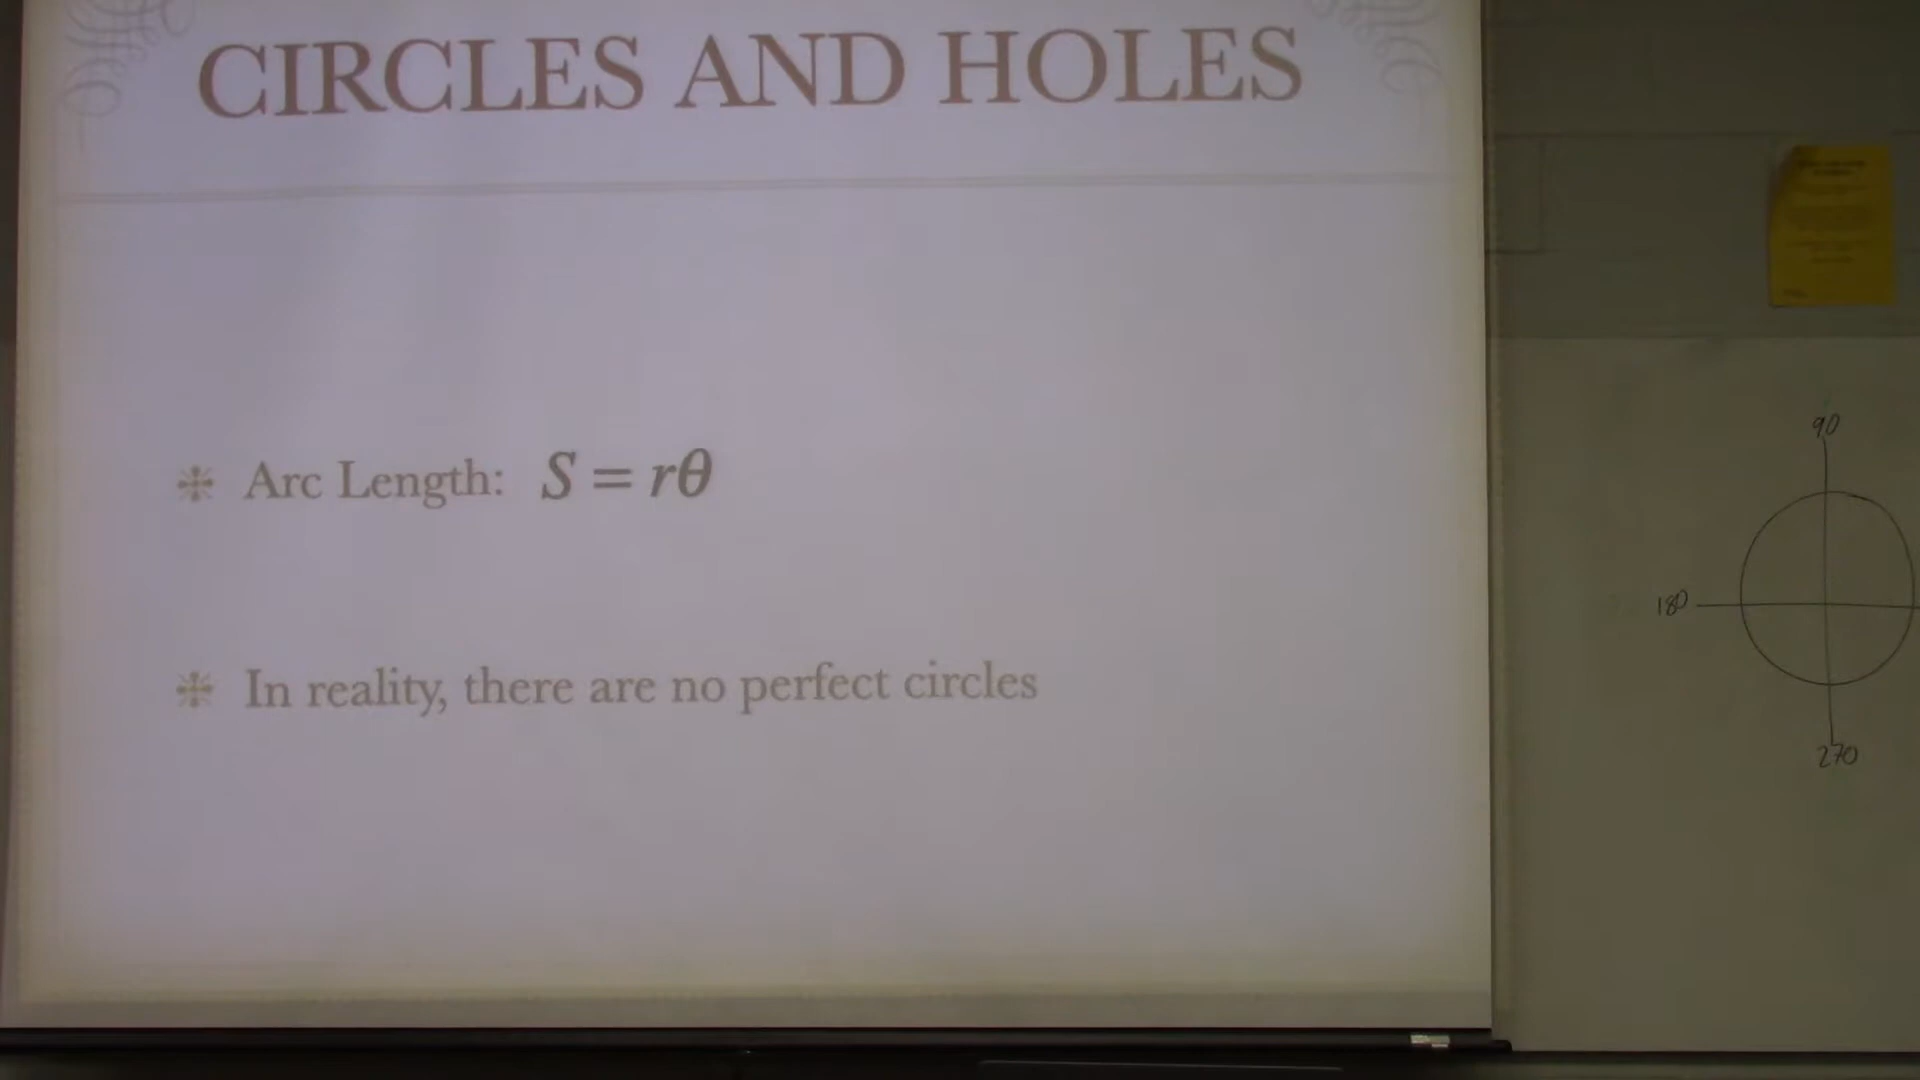 CIRCLES AND HOLES
Arc Length: S = rθ
In reality, there are no perfect circles
90
180
270